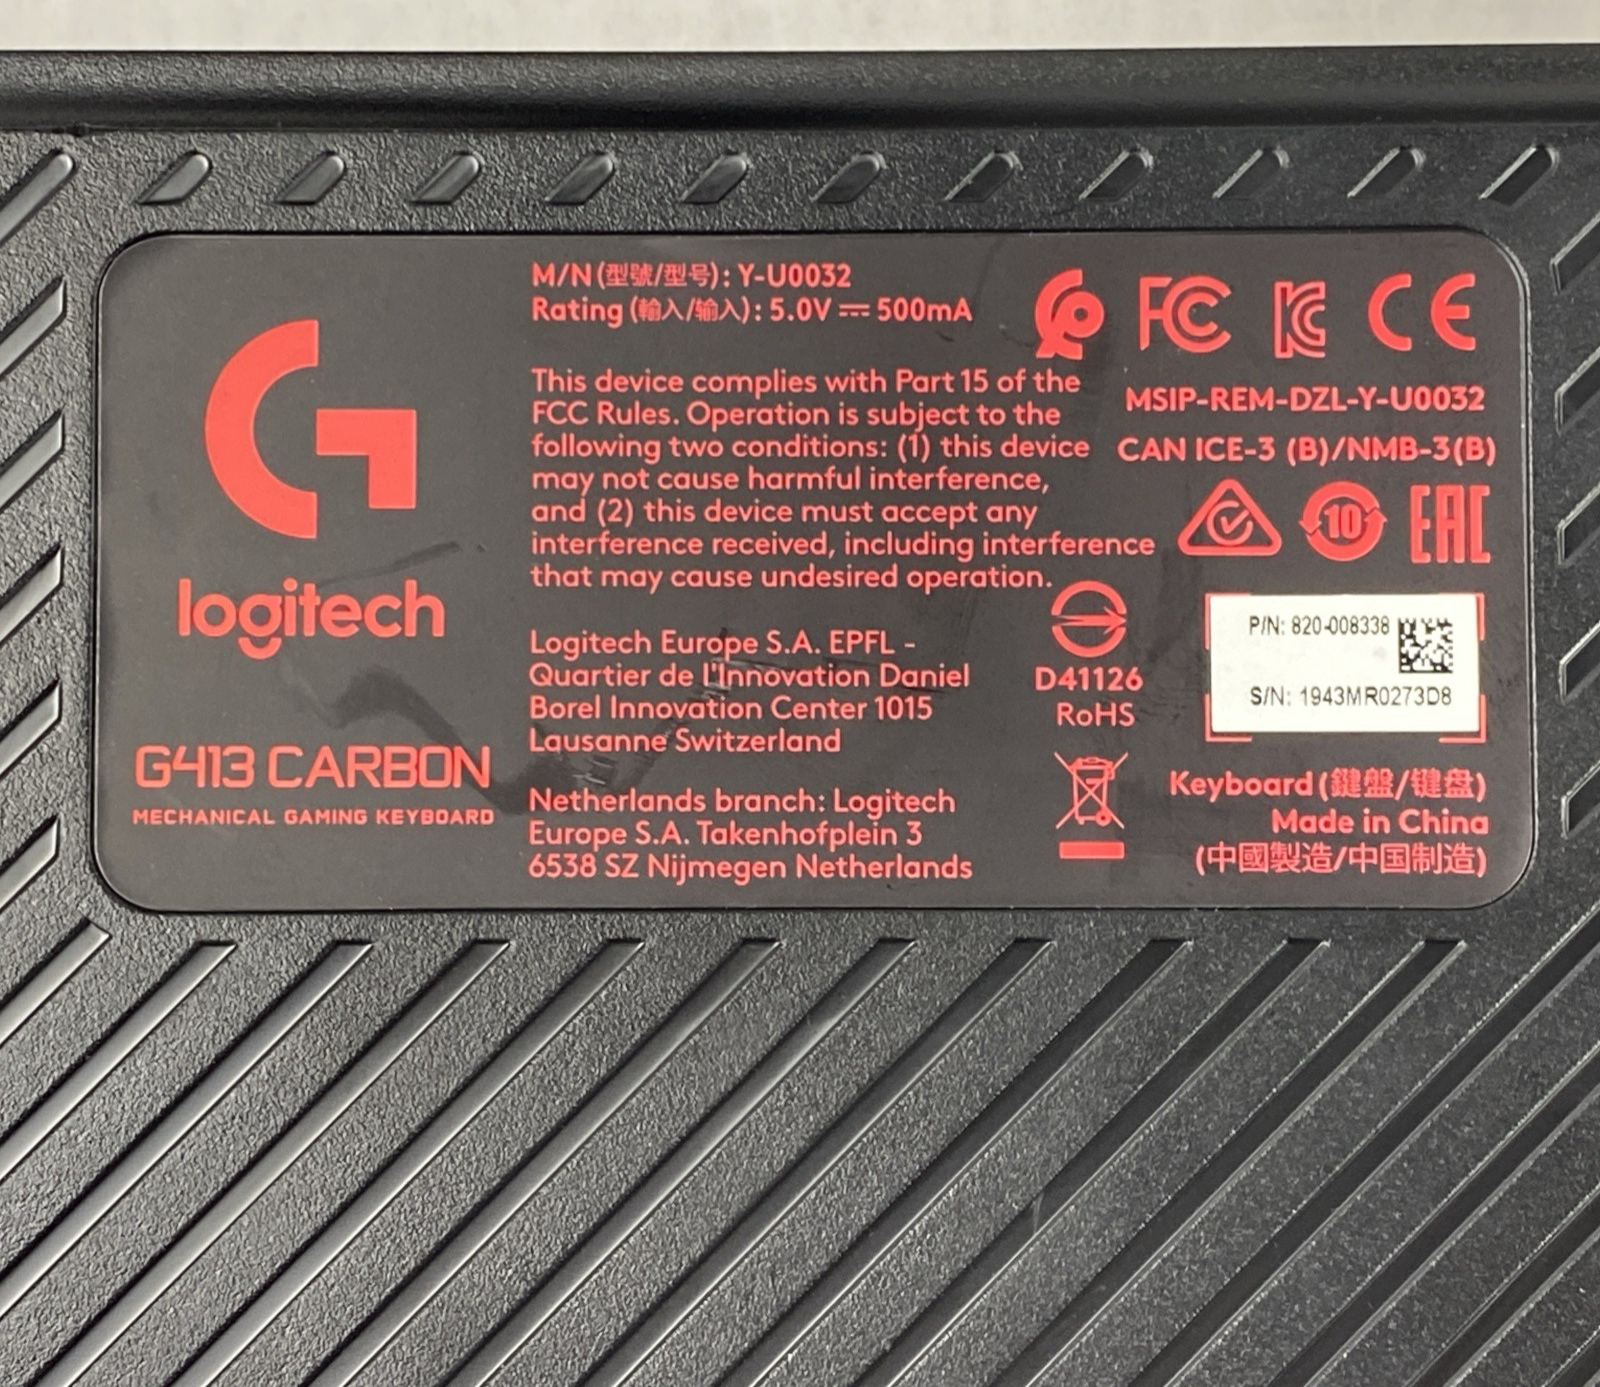 M/N(型號/型号): Y-U0032
Rating (輸入/输入): 5.0V ⎓ 500mA
This device complies with Part 15 of the
FCC Rules. Operation is subject to the
following two conditions: (1) this device
may not cause harmful interference,
and (2) this device must accept any
interference received, including interference
that may cause undesired operation.
Logitech Europe S.A. EPFL -
Quartier de l'Innovation Daniel
Borel Innovation Center 1015
Lausanne Switzerland
Netherlands branch: Logitech
Europe S.A. Takenhofplein 3
6538 SZ Nijmegen Netherlands
G
logitech
G413 CARBON
MECHANICAL GAMING KEYBOARD
FC KC CE
MSIP-REM-DZL-Y-U0032
CAN ICE-3 (B)/NMB-3(B)
10 EAC
D41126
RoHS
P/N: 820-008338
S/N: 1943MR0273D8
Keyboard (鍵盤/键盘)
Made in China
(中國製造/中国制造)